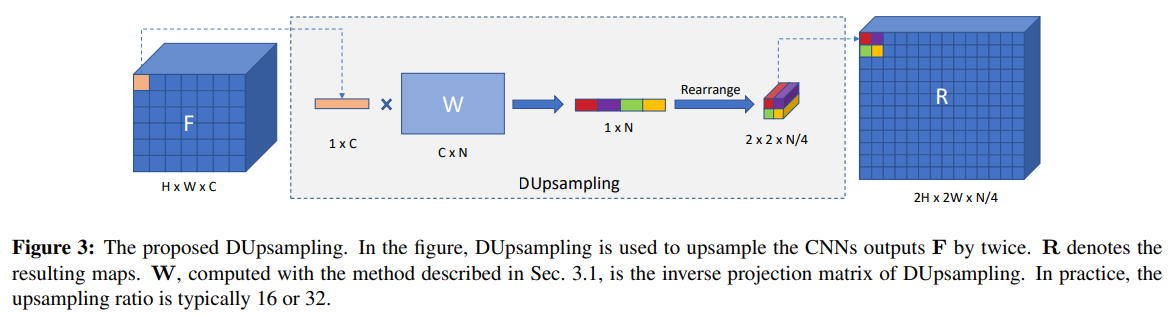 F
H x W x C
1 x C
×
W
C x N
1 x N
Rearrange
2 x 2 x N/4
DUpsampling
R
2H x 2W x N/4
Figure 3: The proposed DUpsampling. In the figure, DUpsampling is used to upsample the CNNs outputs F by twice. R denotes the
resulting maps. W, computed with the method described in Sec. 3.1, is the inverse projection matrix of DUpsampling. In practice, the
upsampling ratio is typically 16 or 32.